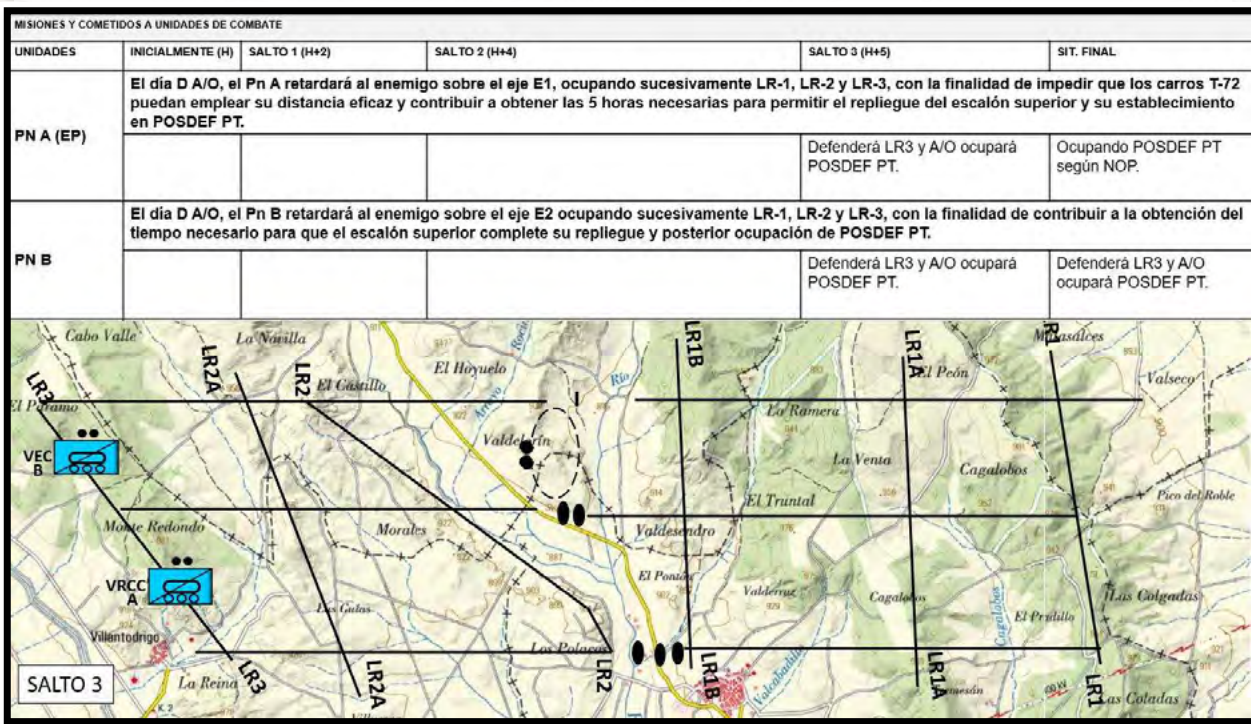 MISIONES Y COMETIDOS A UNIDADES DE COMBATE
UNIDADES
INICIALMENTE (H)
SALTO 1 (H+2)
SALTO 2 (H+4)
SALTO 3 (H+5)
SIT. FINAL
PN A (EP)
El día D A/O, el Pn A retardará al enemigo sobre el eje E1, ocupando sucesivamente LR-1, LR-2 y LR-3, con la finalidad de impedir que los carros T-72
puedan emplear su distancia eficaz y contribuir a obtener las 5 horas necesarias para permitir el repliegue del escalón superior y su establecimiento
en POSDEF PT.
Defenderá LR3 y A/O ocupará
POSDEF PT.
Ocupando POSDEF PT
según NOP.
PN B
El día D A/O, el Pn B retardará al enemigo sobre el eje E2 ocupando sucesivamente LR-1, LR-2 y LR-3, con la finalidad de contribuir a la obtención del
tiempo necesario para que el escalón superior complete su repliegue y posterior ocupación de POSDEF PT.
Defenderá LR3 y A/O ocupará
POSDEF PT.
Defenderá LR3 y A/O
ocupará POSDEF PT.
Cabo Valle
La Novilla
LR2A
LR2
El Castillo
El Hoyuelo
Arroyo
Río
LR1B
LR1A
El Peón
Valseco
LR3
El Páramo
La Ramera
VEC
B
Valdelorín
La Venta
Cagalobos
El Truntal
Pico del Roble
Monte Redondo
Morales
Valdesendro
El Pontón
VRCC
A
Valderruz
Cagalobos
Cagalobos
Las Colgadas
Las Gulas
El Pradillo
Villantodrigo
Los Polacos
SALTO 3
La Reina
LR3
LR2A
LR2
LR1B
Valcabadillo
LR1A
LR1
Las Coladas